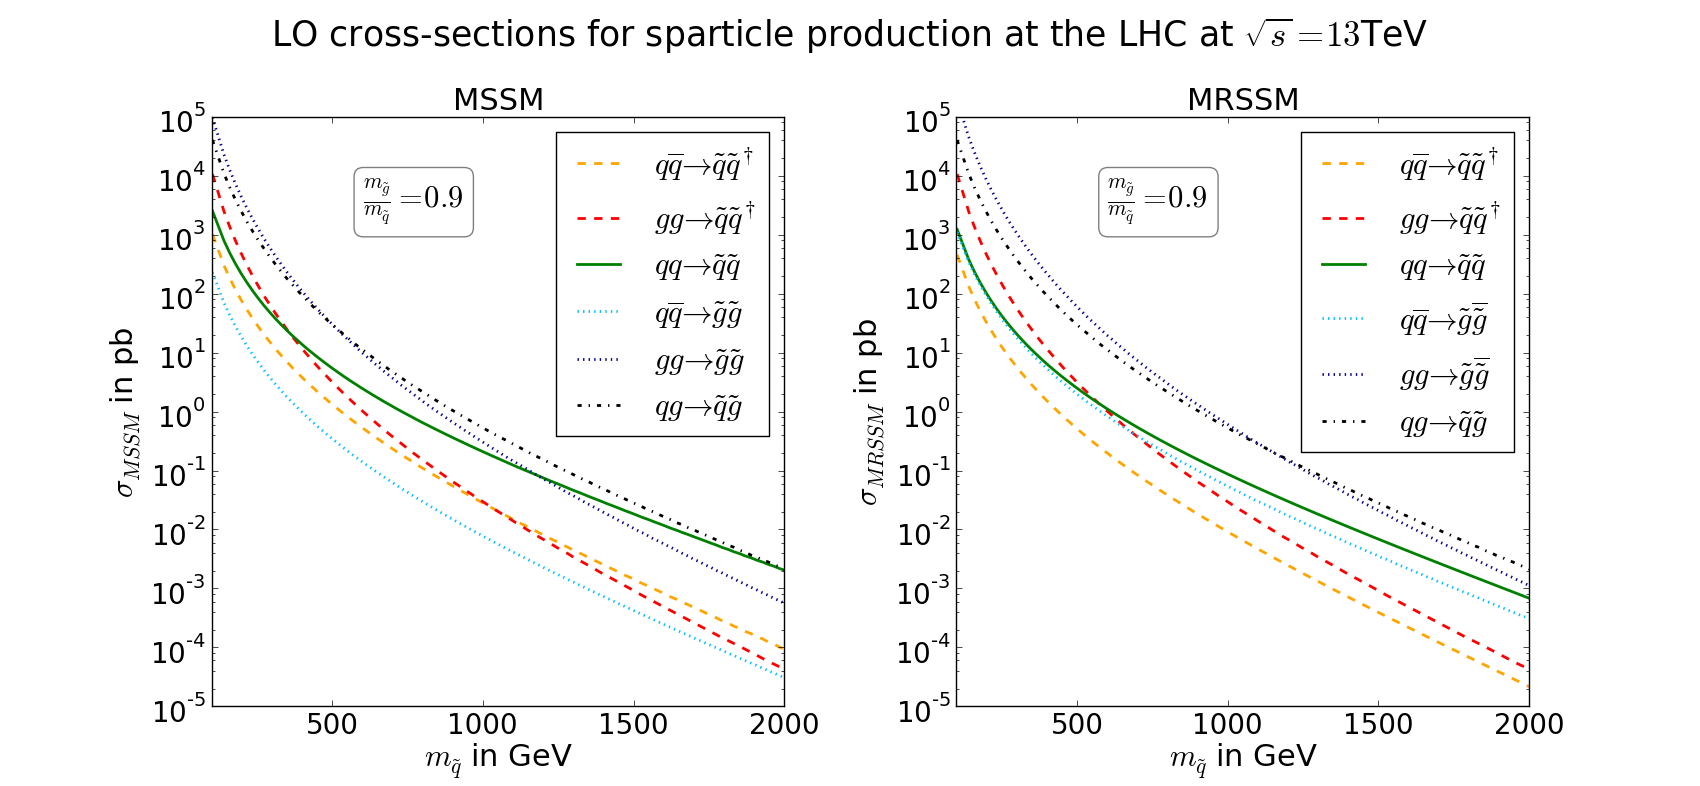 LO cross-sections for sparticle production at the LHC at √s = 13TeV
MSSM
σ_MSSM in pb
10^5
10^4
10^3
10^2
10^1
10^0
10^-1
10^-2
10^-3
10^-4
10^-5
m_g̃ / m_q̃ = 0.9
qq̅→q̃q̃†
gg→q̃q̃†
qq→q̃q̃
qq̅→g̃g̃
gg→g̃g̃
qg→q̃g̃
500 1000 1500 2000
m_q̃ in GeV
MRSSM
σ_MRSSM in pb
10^5
10^4
10^3
10^2
10^1
10^0
10^-1
10^-2
10^-3
10^-4
10^-5
m_g̃ / m_q̃ = 0.9
qq̅→q̃q̃†
gg→q̃q̃†
qq→q̃q̃
qq̅→g̃g̃̅
gg→g̃g̃̅
qg→q̃g̃
500 1000 1500 2000
m_q̃ in GeV